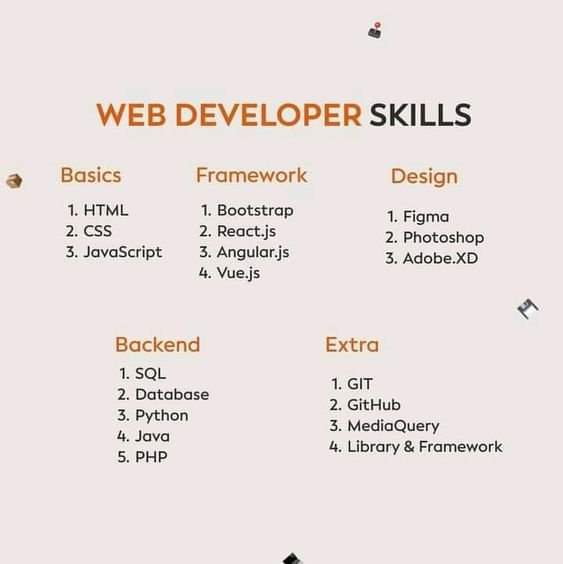 WEB DEVELOPER SKILLS
Basics
1. HTML
2. CSS
3. JavaScript
Framework
1. Bootstrap
2. React.js
3. Angular.js
4. Vue.js
Design
1. Figma
2. Photoshop
3. Adobe.XD
Backend
1. SQL
2. Database
3. Python
4. Java
5. PHP
Extra
1. GIT
2. GitHub
3. MediaQuery
4. Library & Framework